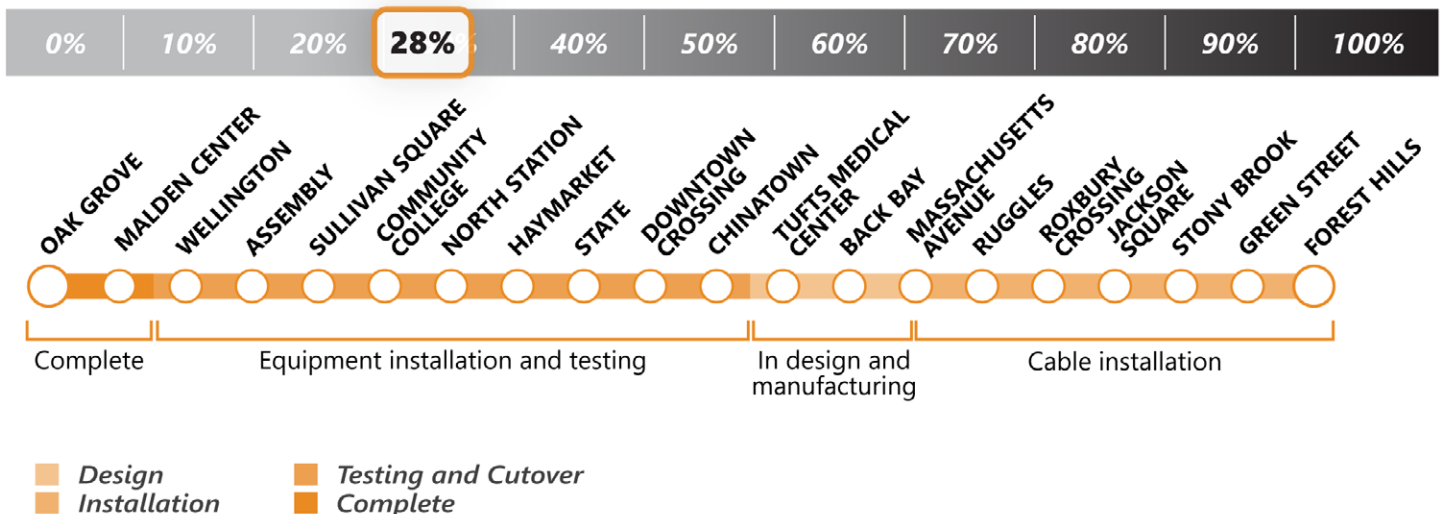 0% 10% 20% 28% 40% 50% 60% 70% 80% 90% 100%
OAK GROVE
MALDEN CENTER
WELLINGTON
ASSEMBLY
SULLIVAN SQUARE
COMMUNITY
COLLEGE
NORTH STATION
HAYMARKET
STATE
DOWNTOWN
CROSSING
CHINATOWN
TUFTS MEDICAL
CENTER
BACK BAY
MASSACHUSETTS
AVENUE
RUGGLES
ROXBURY
CROSSING
JACKSON
SQUARE
STONY BROOK
GREEN STREET
FOREST HILLS
Complete
Equipment installation and testing
In design and
manufacturing
Cable installation
Design
Installation
Testing and Cutover
Complete